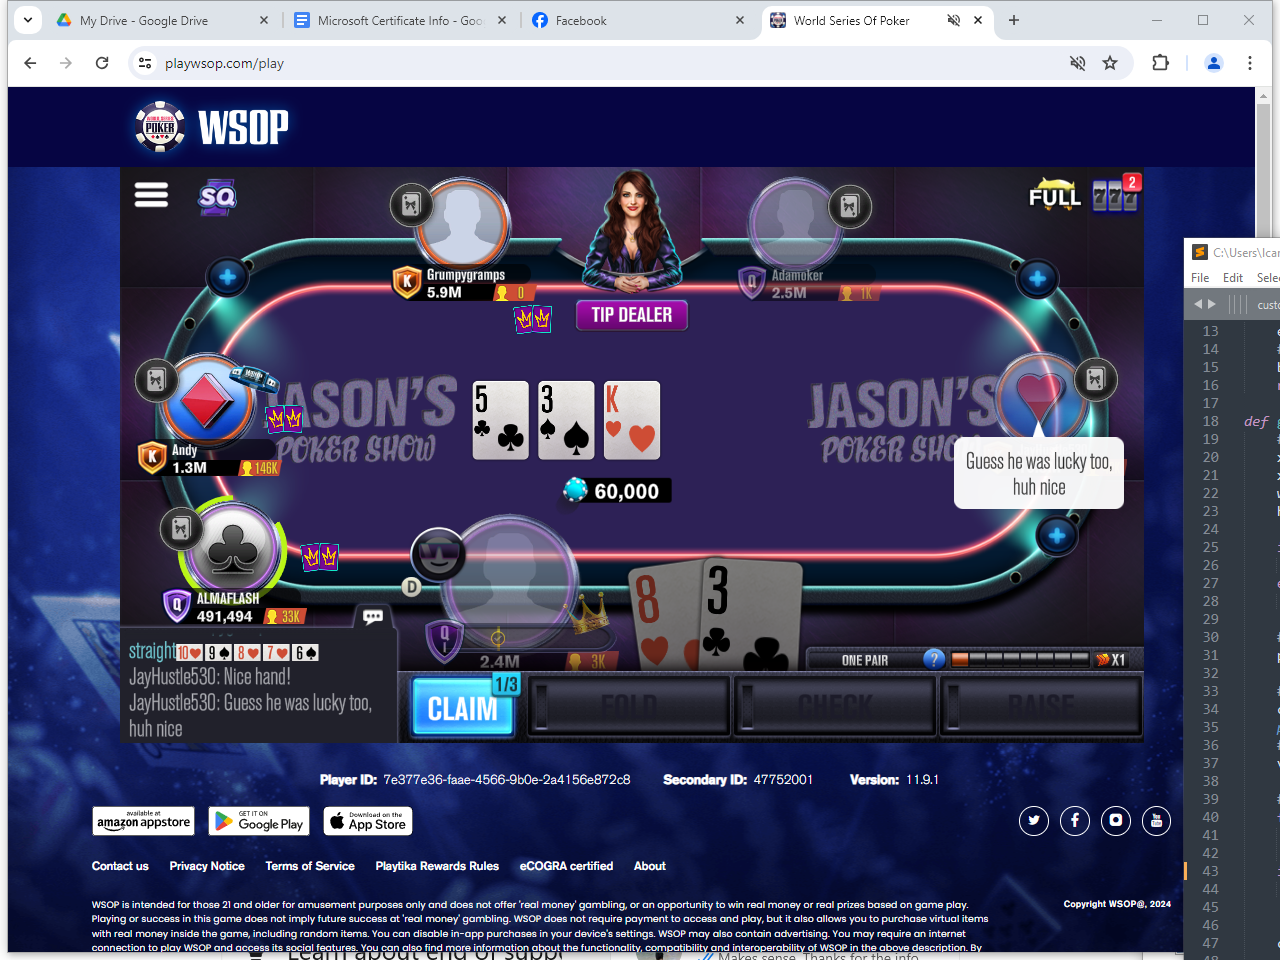 My Drive - Google Drive
Microsoft Certificate Info - Goo
Facebook
World Series Of Poker
playwsop.com/play
WORLD SERIES
POKER
WSOP
SQ
FULL
777
2
Grumpygramps
K
5.9M
0
Adamoker
Q
2.5M
1K
TIP DEALER
JASON'S
POKER SHOW
JASON'S
POKER SHOW
5
3
K
60,000
Andy
K
1.3M
146K
Guess he was lucky too,
huh nice
ALMAFLASH
Q
491,494
33K
D
Q
I
2.4M
3K
8
3
straight 10 9 8 7 6
JayHustle530: Nice hand!
JayHustle530: Guess he was lucky too,
huh nice
ONE PAIR
?
X1
CLAIM
1/3
FOLD
CHECK
RAISE
Player ID: 7e377e36-faae-4566-9b0e-2a4156e872c8
Secondary ID: 47752001
Version: 11.9.1
available at
amazon appstore
GET IT ON
Google Play
Download on the
App Store
Contact us
Privacy Notice
Terms of Service
Playtika Rewards Rules
eCOGRA certified
About
WSOP is intended for those 21 and older for amusement purposes only and does not offer 'real money' gambling, or an opportunity to win real money or real prizes based on game play.
Playing or success in this game does not imply future success at 'real money' gambling. WSOP does not require payment to access and play, but it also allows you to purchase virtual items
with real money inside the game, including random items. You can disable in-app purchases in your device's settings. WSOP may also contain advertising. You may require an internet
connection to play WSOP and access its social features. You can also find more information about the functionality, compatibility and interoperability of WSOP in the above description. By
Copyright WSOP@, 2024
C:\Users\Icar
File Edit Selec
custo
13
14
15
16
17
18 def
19
20
21
22
23
24
25
26
27
28
29
30
31
32
33
34
35
36
37
38
39
40
41
42
43
44
45
46
47
48
Learn about end of supp
Makes sense. Thanks for the info